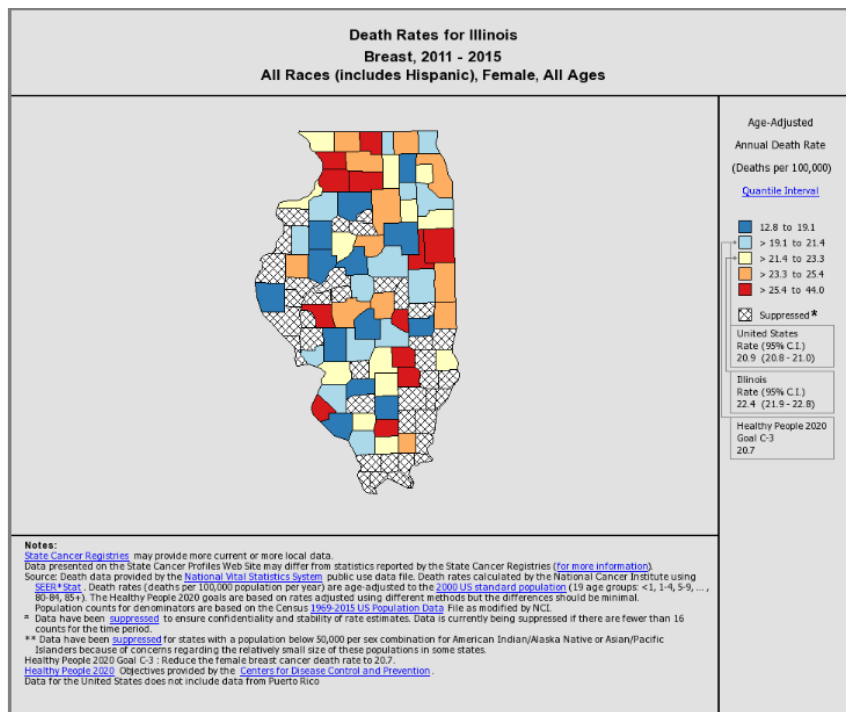 Death Rates for Illinois
Breast, 2011 - 2015
All Races (includes Hispanic), Female, All Ages
Age-Adjusted
Annual Death Rate
(Deaths per 100,000)
Quantile Interval
12.8 to 19.1
> 19.1 to 21.4
> 21.4 to 23.3
> 23.3 to 25.4
> 25.4 to 44.0
Suppressed*
United States
Rate (95% C.I.)
20.9 (20.8 - 21.0)
Illinois
Rate (95% C.I.)
22.4 (21.9 - 22.8)
Healthy People 2020
Goal C-3
20.7
Notes:
State Cancer Registries may provide more current or more local data.
Data presented on the State Cancer Profiles Web Site may differ from statistics reported by the State Cancer Registries (for more information).
Source: Death data provided by the National Vital Statistics System public use data file. Death rates calculated by the National Cancer Institute using
SEER*Stat . Death rates (deaths per 100,000 population per year) are age-adjusted to the 2000 US standard population (19 age groups: <1, 1-4, 5-9, ... ,
80-84, 85+). The Healthy People 2020 goals are based on rates adjusted using different methods but the differences should be minimal.
Population counts for denominators are based on the Census 1969-2015 US Population Data File as modified by NCI.
* Data have been suppressed to ensure confidentiality and stability of rate estimates. Data is currently being suppressed if there are fewer than 16
counts for the time period.
** Data have been suppressed for states with a population below 50,000 per sex combination for American Indian/Alaska Native or Asian/Pacific
Islanders because of concerns regarding the relatively small size of these populations in some states.
Healthy People 2020 Goal C-3 : Reduce the female breast cancer death rate to 20.7.
Healthy People 2020 Objectives provided by the Centers for Disease Control and Prevention .
Data for the United States does not include data from Puerto Rico